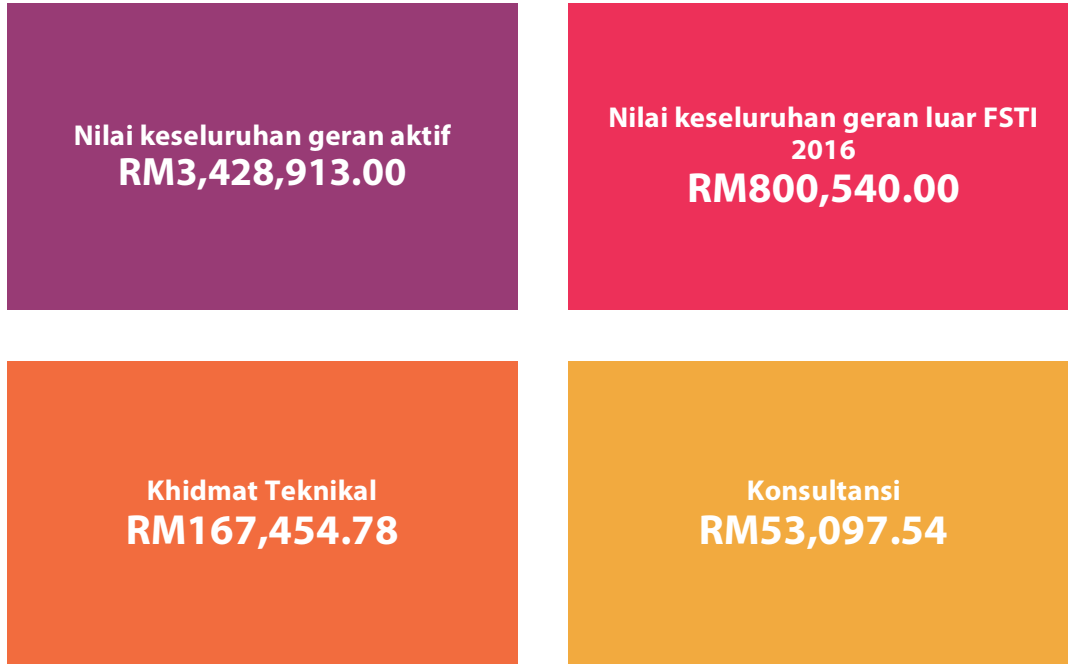 Nilai keseluruhan geran aktif
RM3,428,913.00
Nilai keseluruhan geran luar FSTI
2016
RM800,540.00
Khidmat Teknikal
RM167,454.78
Konsultansi
RM53,097.54